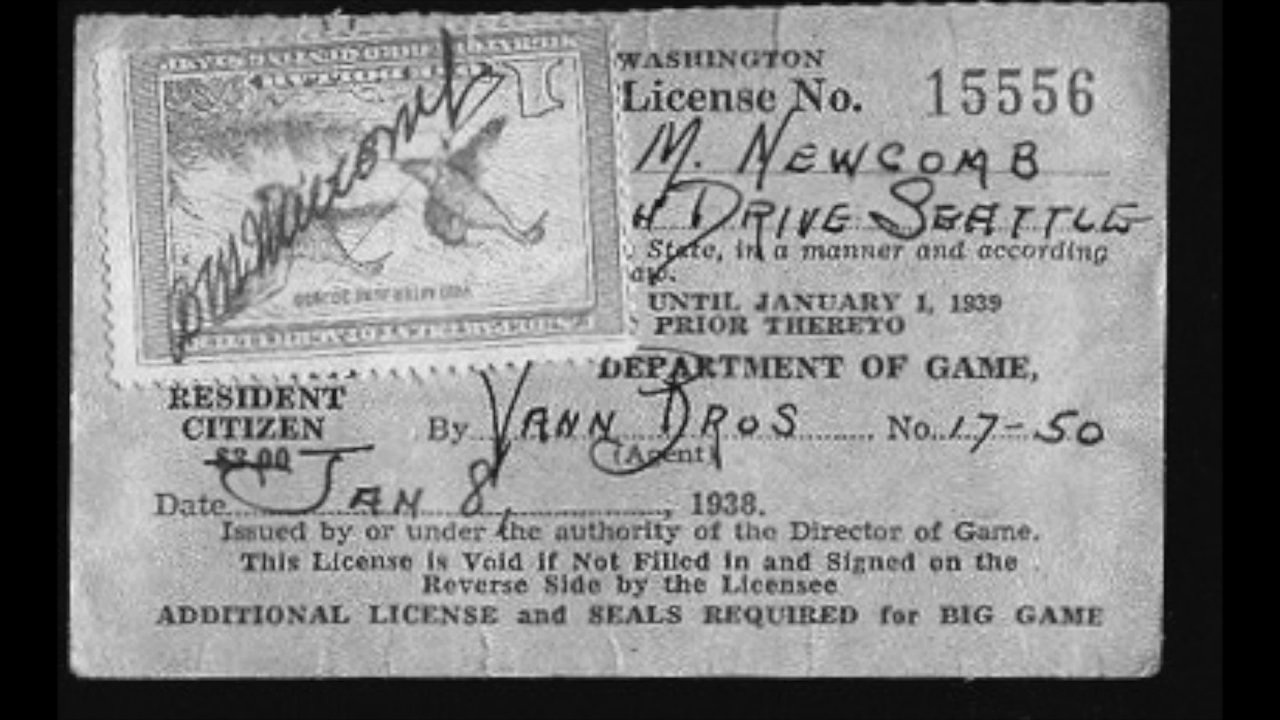 WASHINGTON
License No. 15556
M. NEWCOMB
H DRIVE SEATTLE
State, in a manner and according
aw.
UNTIL JANUARY 1, 1939
PRIOR THERETO
DEPARTMENT OF GAME,
RESIDENT
CITIZEN
By VANN BROS No. 17-50
$3.00
(Agent)
Date JAN 8, , 1938.
Issued by or under the authority of the Director of Game.
This License is Void if Not Filled in and Signed on the
Reverse Side by the Licensee
ADDITIONAL LICENSE and SEALS REQUIRED for BIG GAME